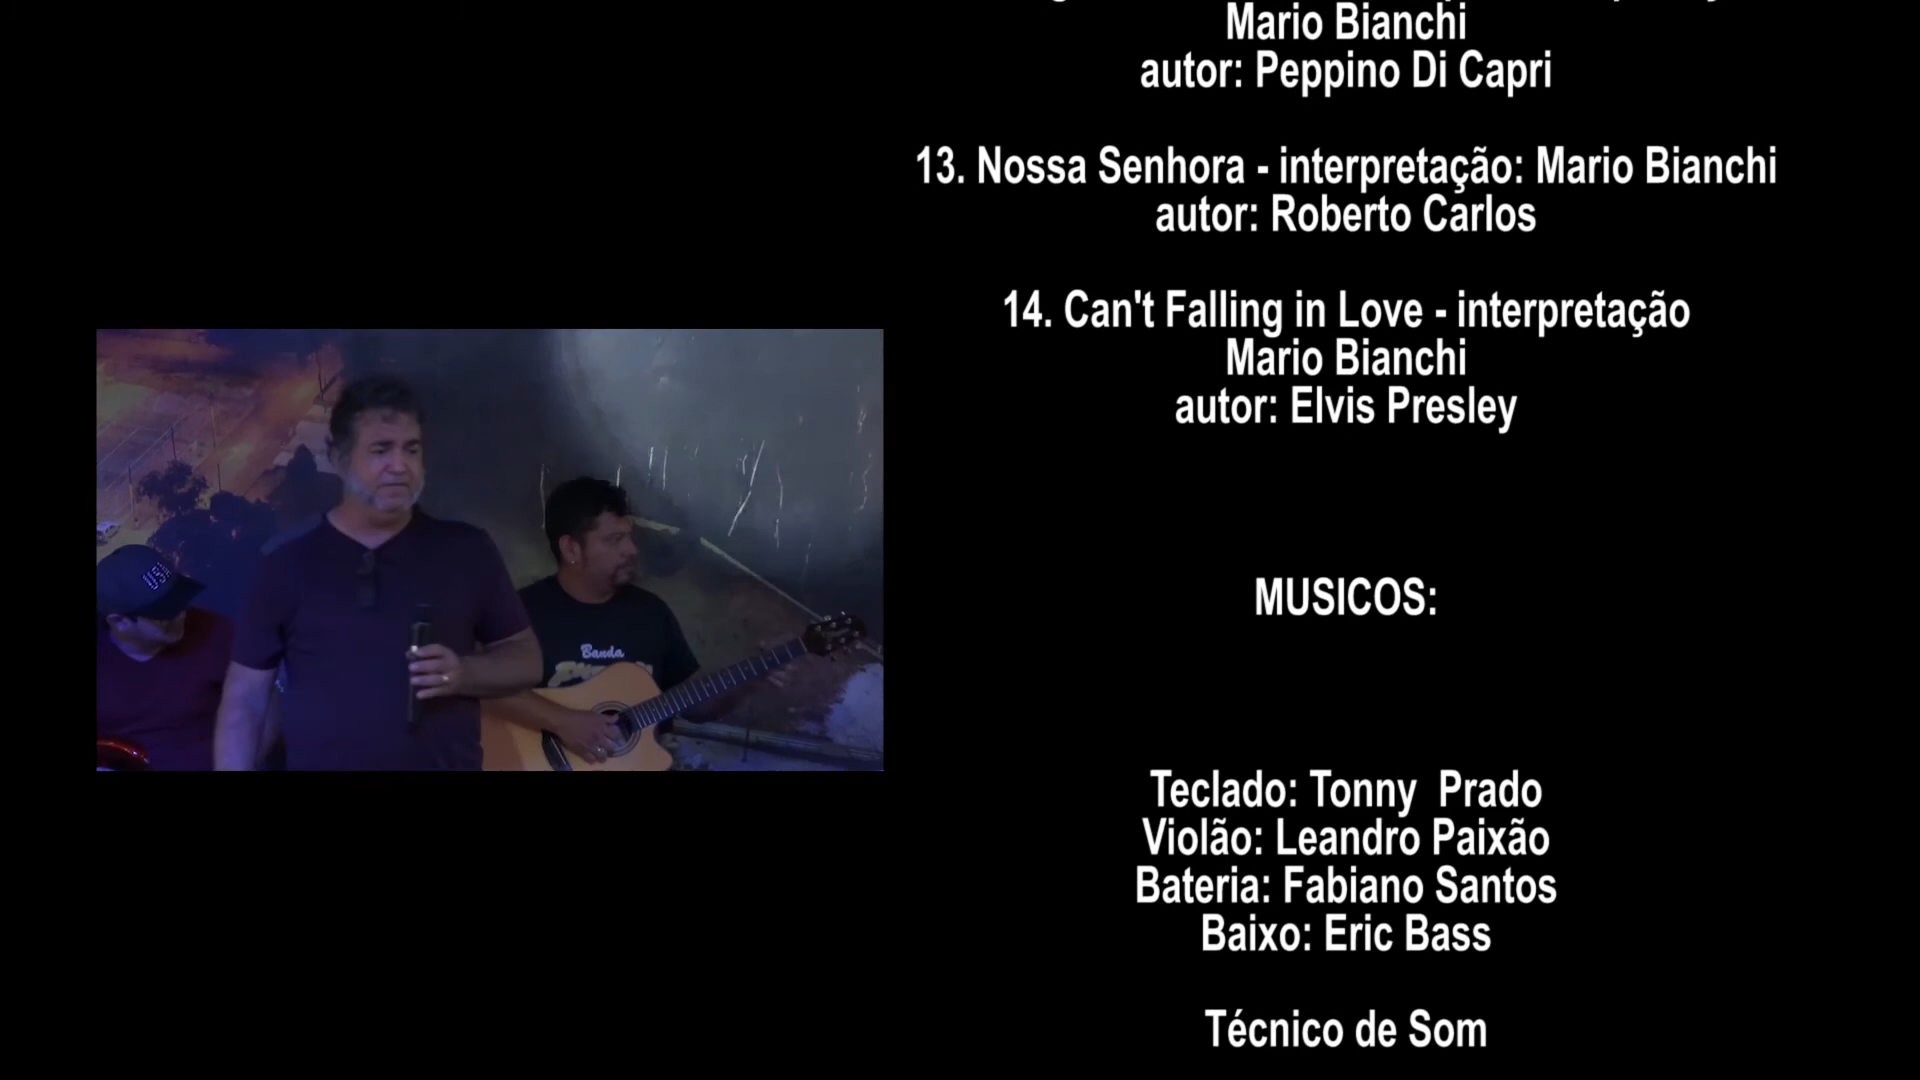 Mario Bianchi
autor: Peppino Di Capri
13. Nossa Senhora - interpretação: Mario Bianchi
autor: Roberto Carlos
14. Can't Falling in Love - interpretação
Mario Bianchi
autor: Elvis Presley
MUSICOS:
Teclado: Tonny  Prado
Violão: Leandro Paixão
Bateria: Fabiano Santos
Baixo: Eric Bass
Técnico de Som
Banda